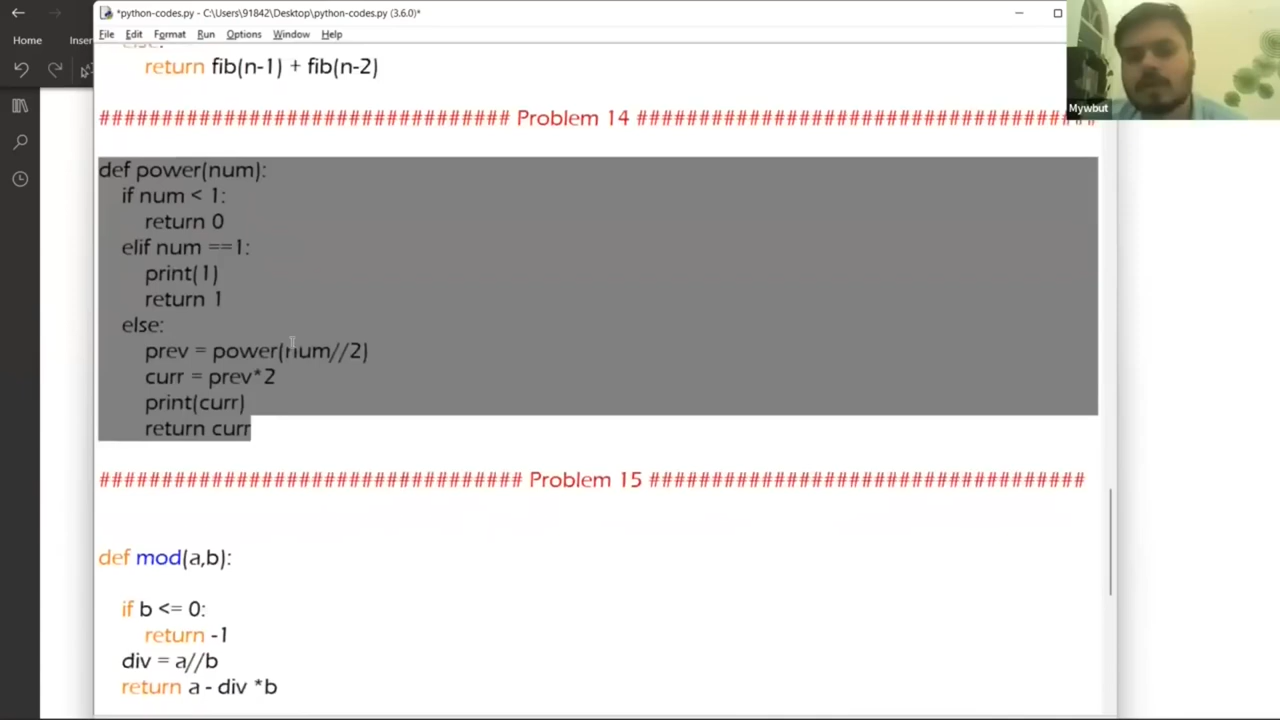 *python-codes.py - C:\Users\91842\Desktop\python-codes.py (3.6.0)*
File Edit Format Run Options Window Help
Home
Inser
else:
return fib(n-1) + fib(n-2)
############################### Problem 14 ###################################
def power(num):
if num < 1:
return 0
elif num ==1:
print(1)
return 1
else:
prev = power(num//2)
curr = prev*2
print(curr)
return curr
################################ Problem 15 #################################
def mod(a,b):
if b <= 0:
return -1
div = a//b
return a - div *b
Mywbut